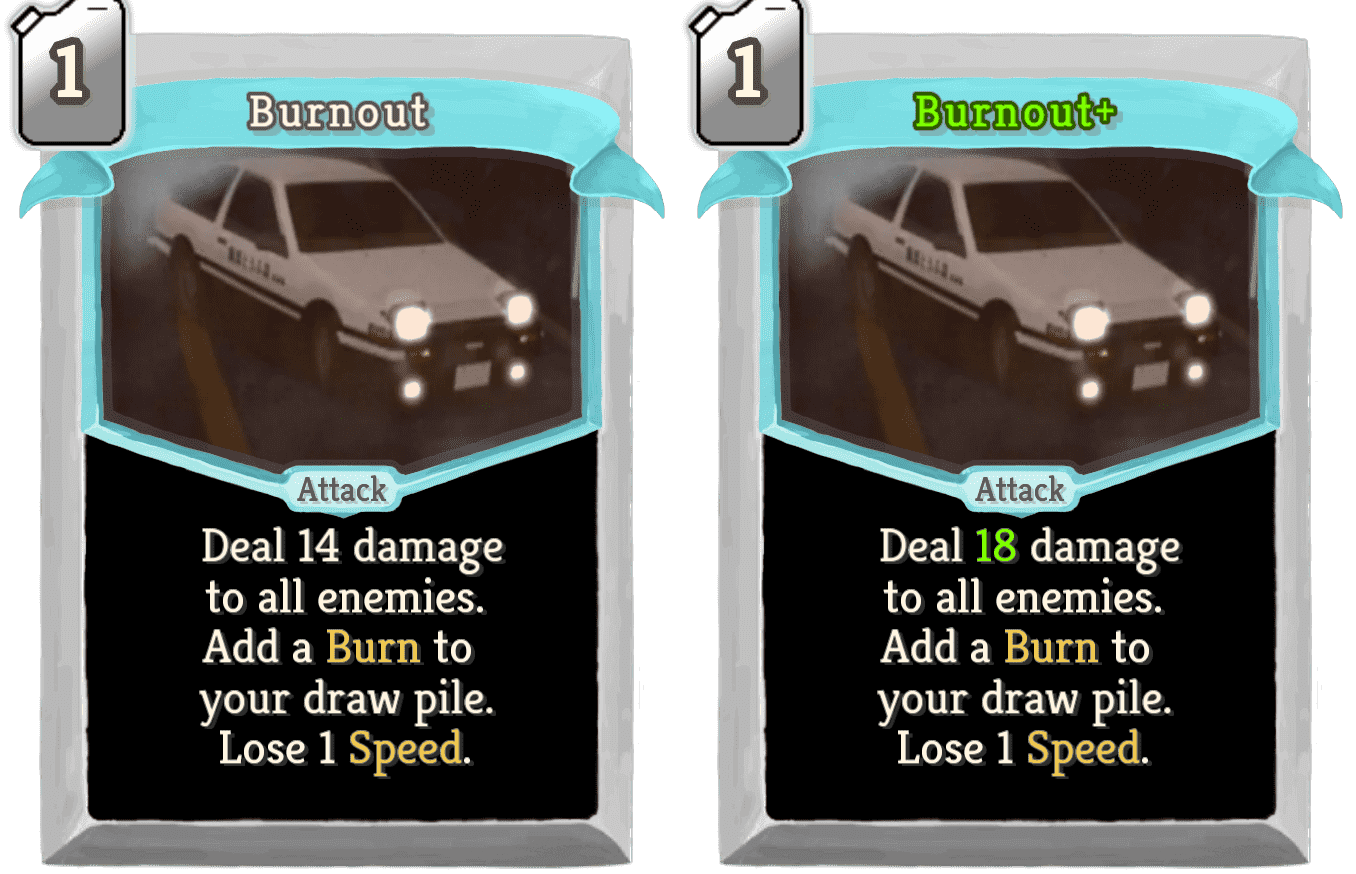 1
Burnout
Attack
Deal 14 damage
to all enemies.
Add a Burn to
your draw pile.
Lose 1 Speed.
1
Burnout+
Attack
Deal 18 damage
to all enemies.
Add a Burn to
your draw pile.
Lose 1 Speed.